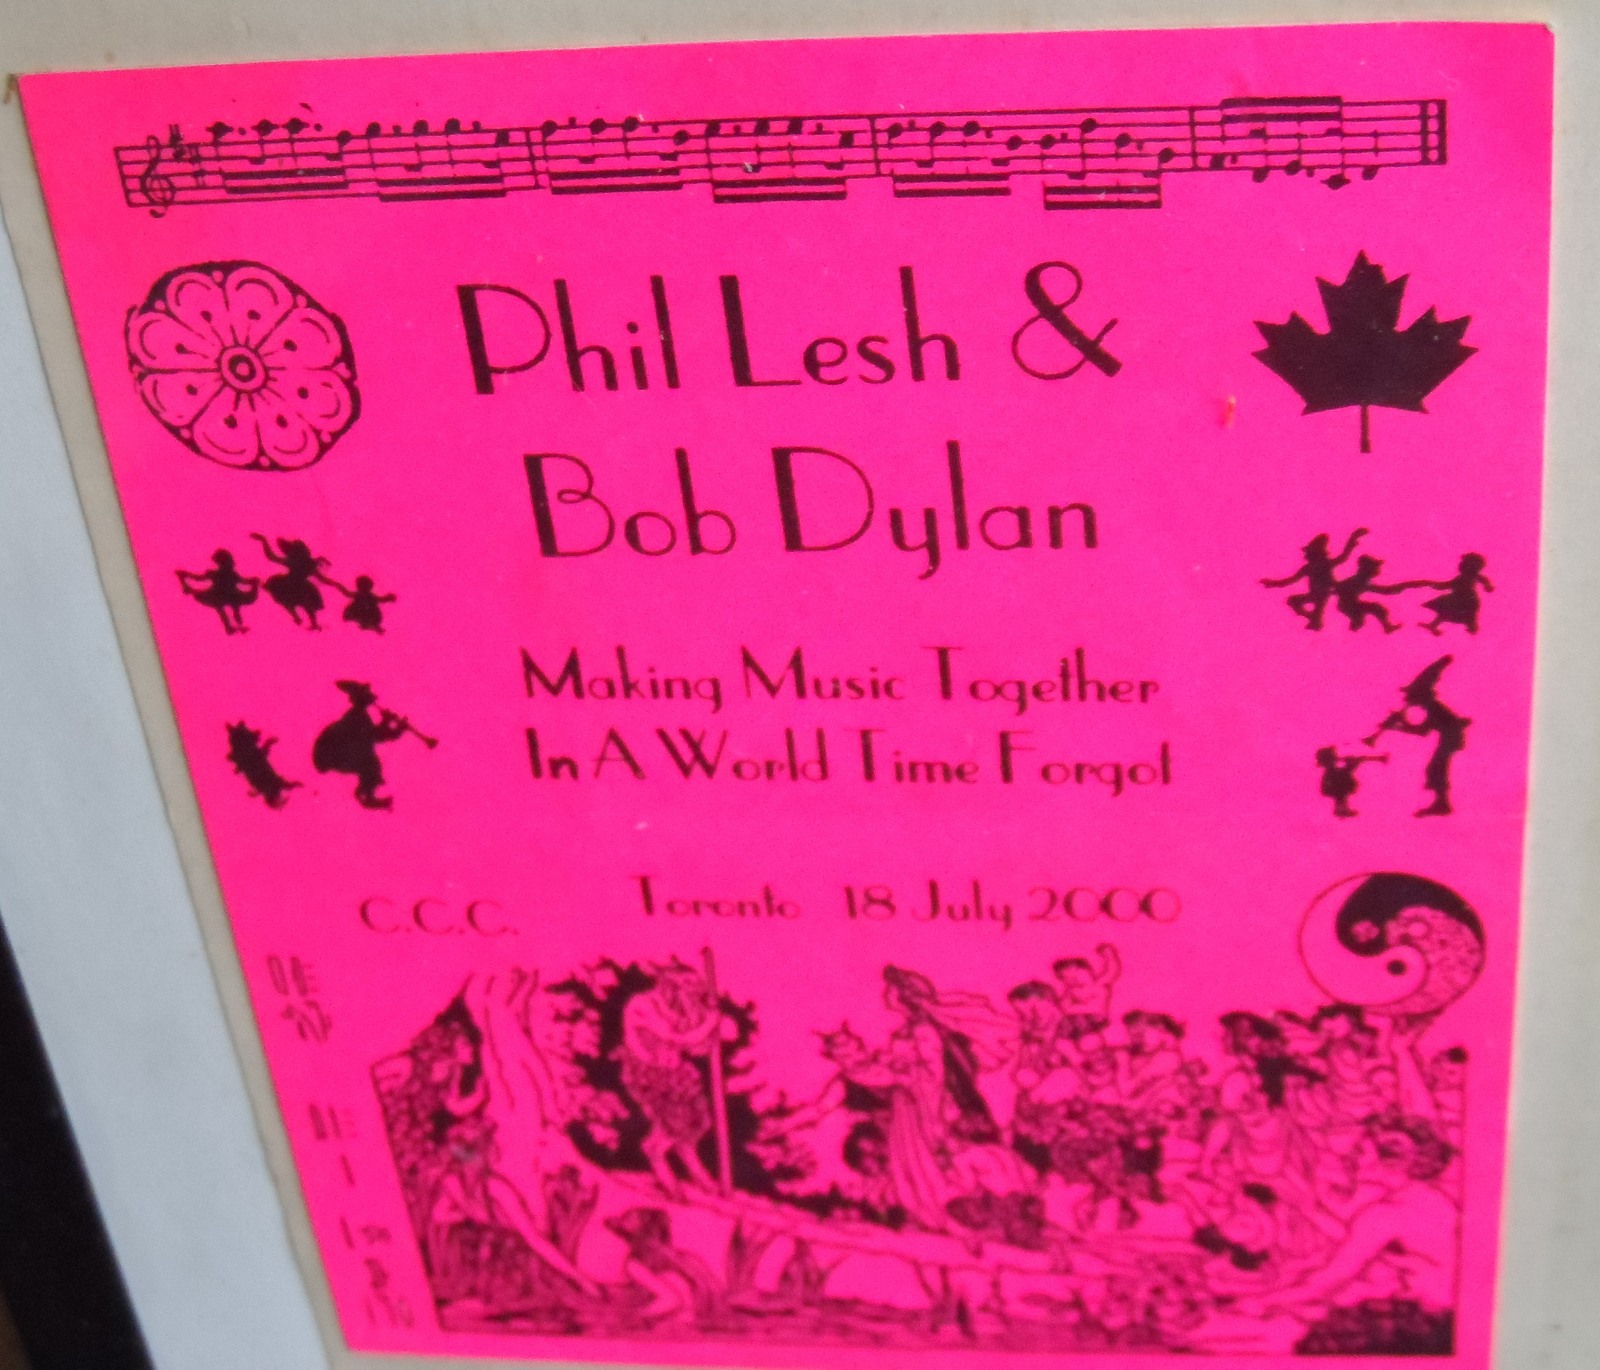 Phil Lesh &
Bob Dylan
Making Music Together
In A World Time Forgot
C.C.C. Toronto 18 July 2000